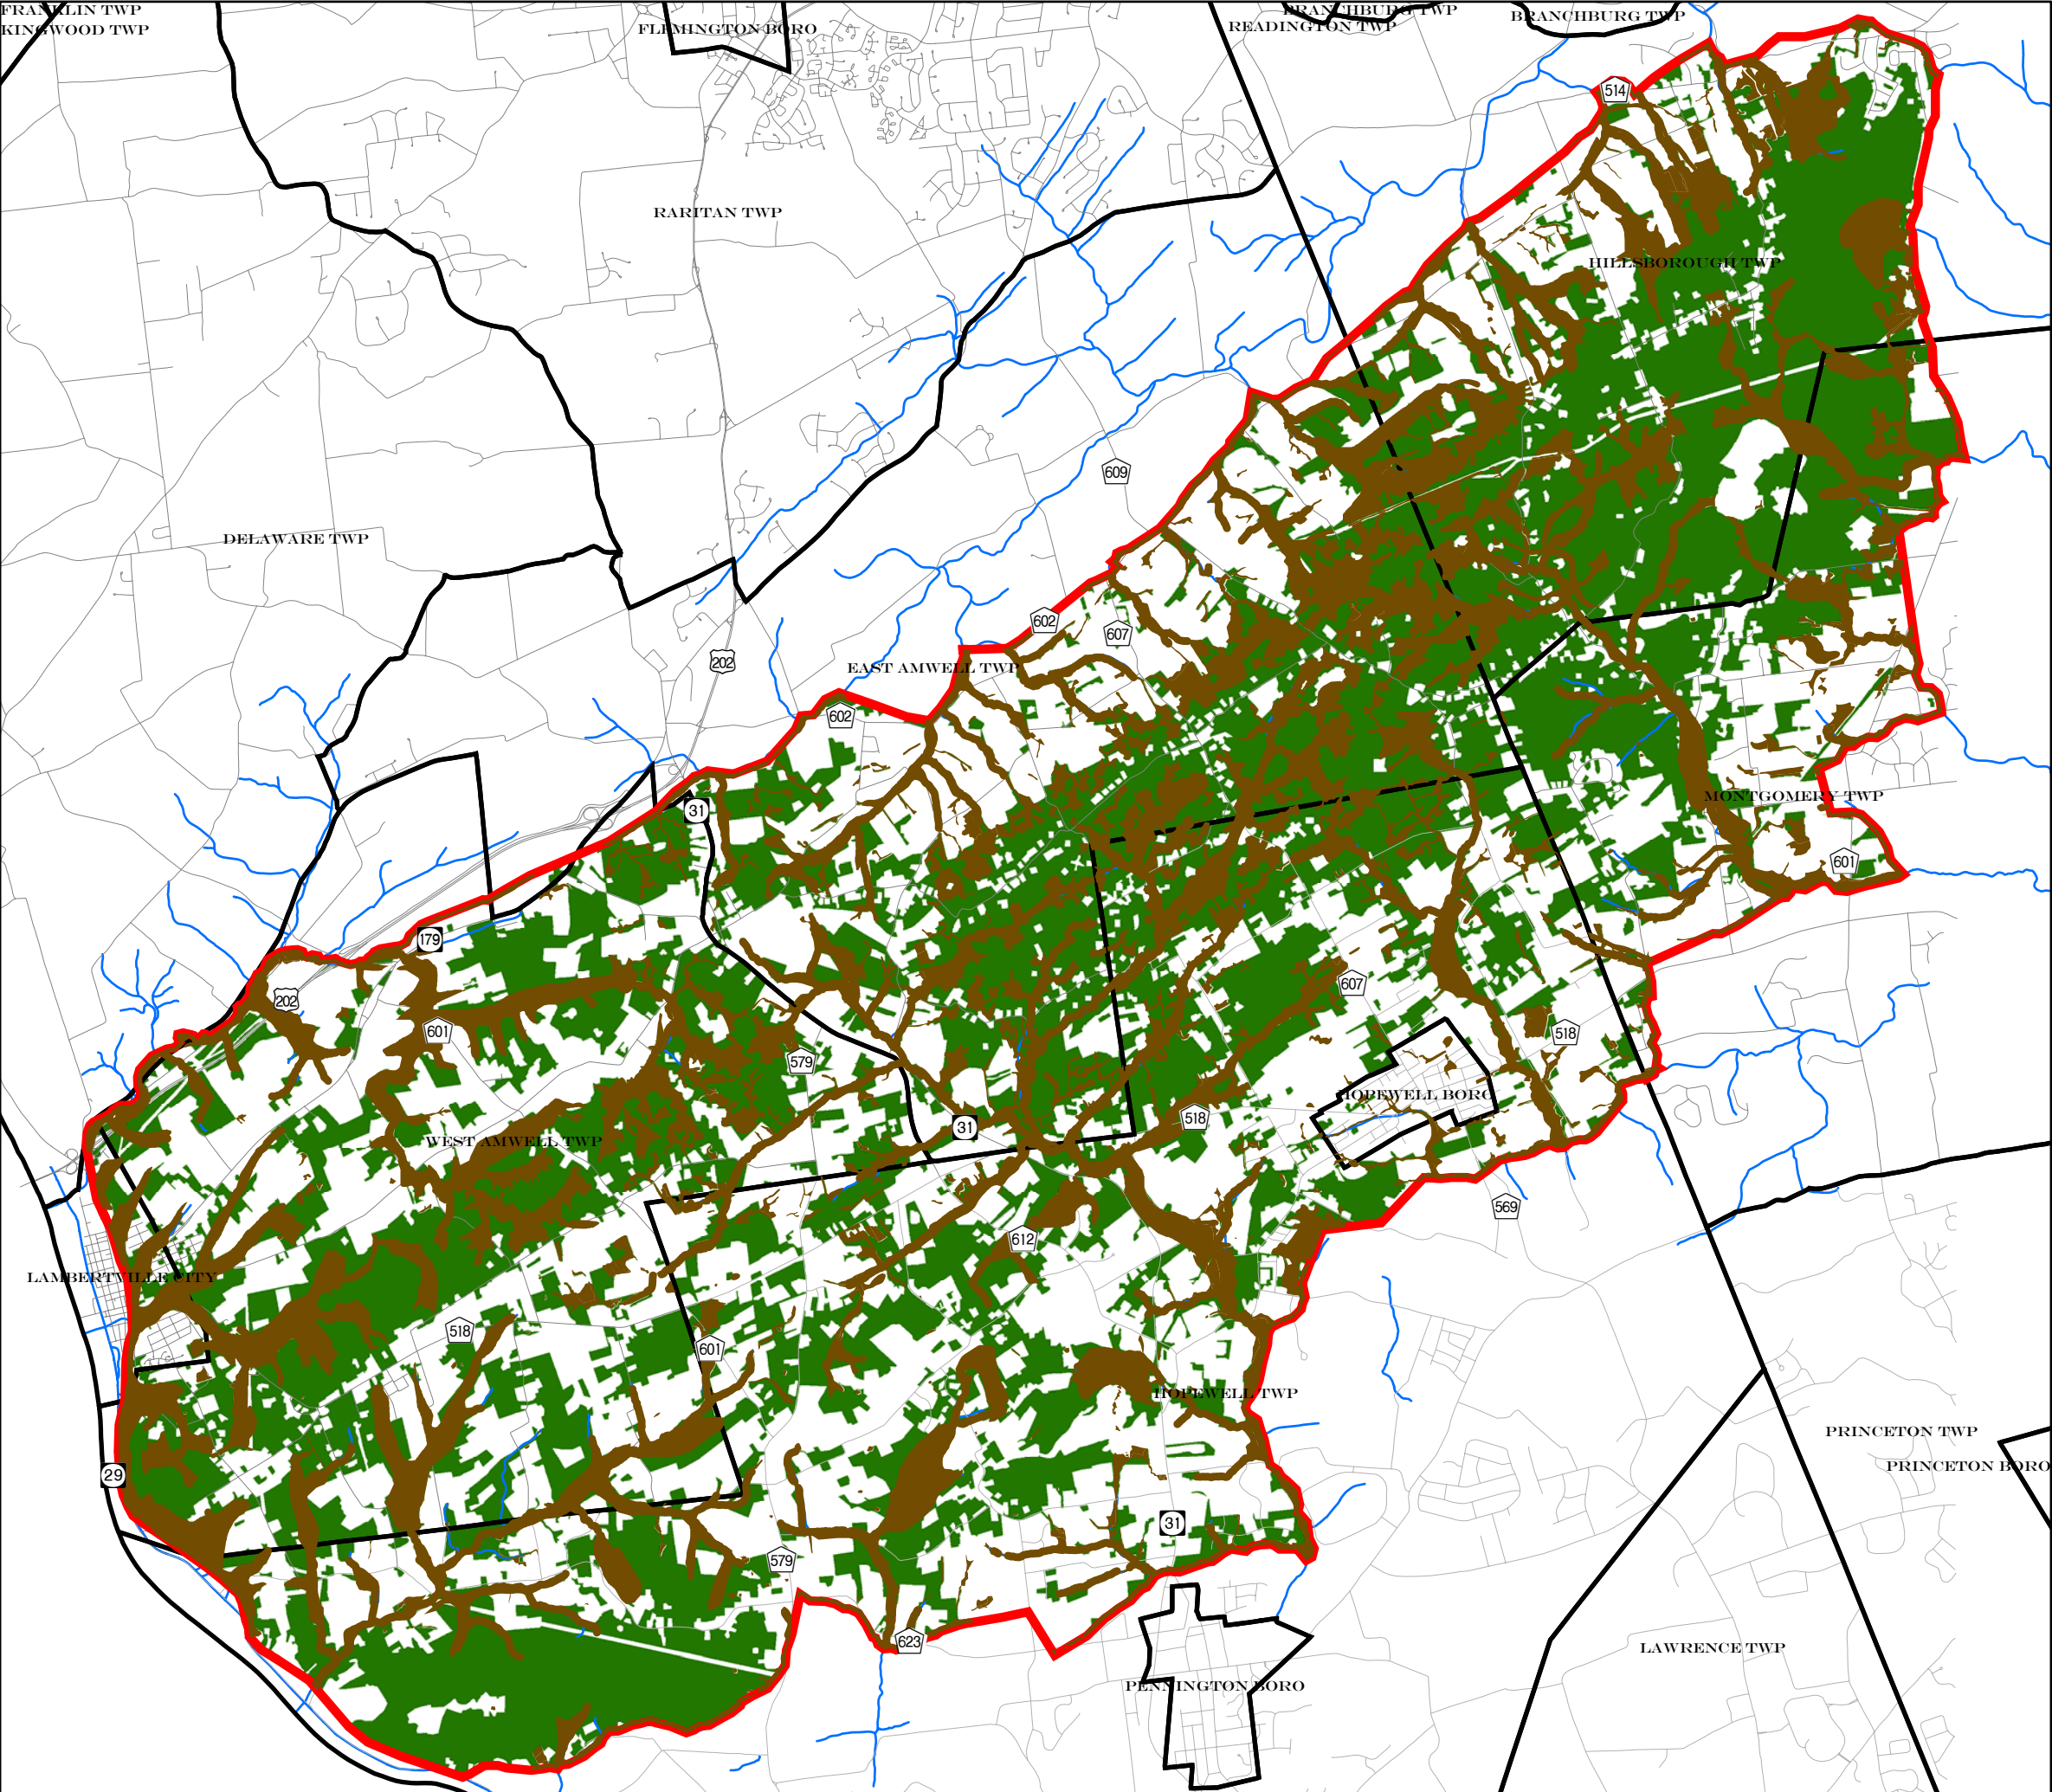 FRANKLIN TWP
KINGWOOD TWP
FLEMINGTON BORO
BRANCHBURG TWP
READINGTON TWP
BRANCHBURG TWP
514
RARITAN TWP
HILLSBOROUGH TWP
609
DELAWARE TWP
602
607
202
EAST AMWELL TWP
602
31
MONTGOMERY TWP
601
179
202
601
607
518
579
HOPEWELL BORO
518
31
WEST AMWELL TWP
569
612
LAMBERTVILLE CITY
518
601
HOPEWELL TWP
PRINCETON TWP
PRINCETON BORO
29
31
579
623
LAWRENCE TWP
PENNINGTON BORO